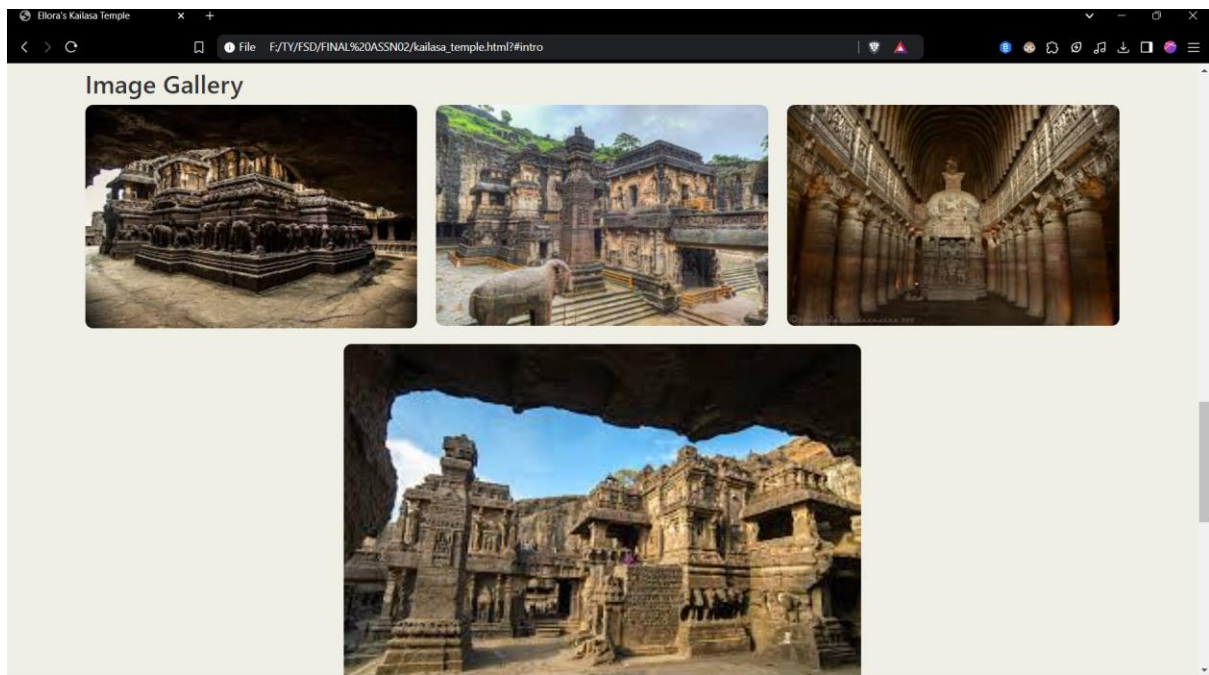 Ellora's Kailasa Temple
File F:/TY/FSD/FINAL%20ASSN02/kailasa_temple.html?#intro
Image Gallery